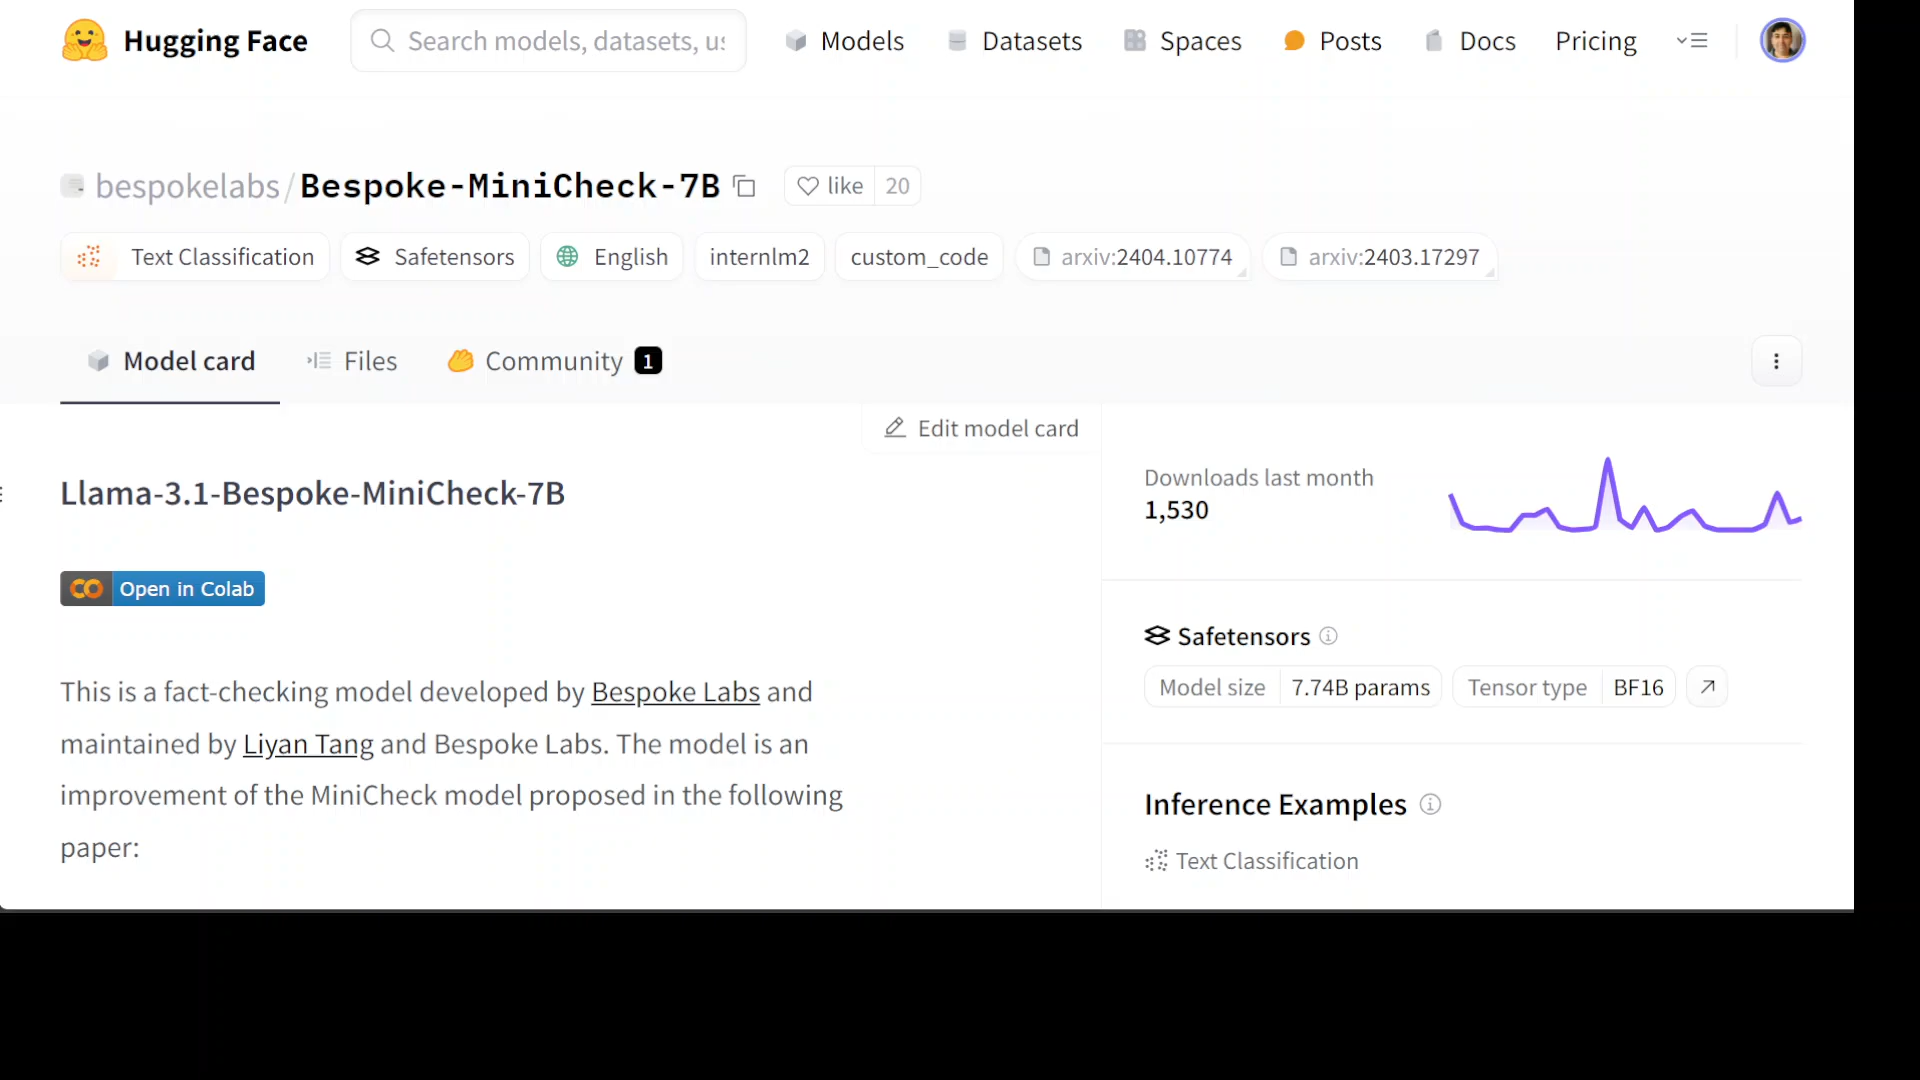 Hugging Face
Search models, datasets, us
Models
Datasets
Spaces
Posts
Docs
Pricing
bespokelabs/Bespoke-MiniCheck-7B
like 20
Text Classification
Safetensors
English
internlm2
custom_code
arxiv:2404.10774
arxiv:2403.17297
Model card
Files
Community 1
Edit model card
Llama-3.1-Bespoke-MiniCheck-7B
CO Open in Colab
This is a fact-checking model developed by Bespoke Labs and
maintained by Liyan Tang and Bespoke Labs. The model is an
improvement of the MiniCheck model proposed in the following
paper:
Downloads last month
1,530
Safetensors
Model size 7.74B params
Tensor type BF16
Inference Examples
Text Classification